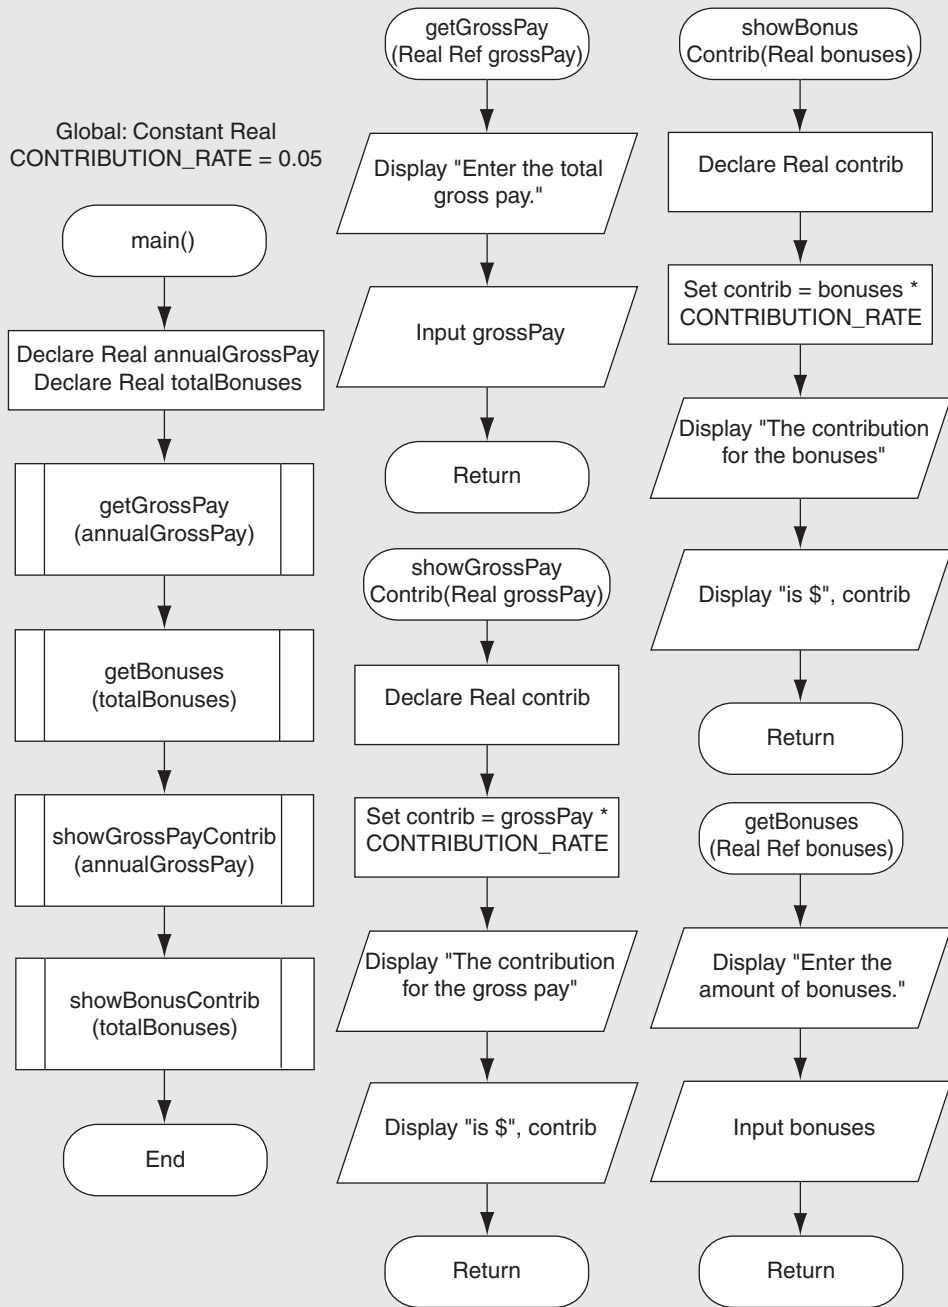 Global: Constant Real
CONTRIBUTION_RATE = 0.05
main()
Declare Real annualGrossPay
Declare Real totalBonuses
getGrossPay
(annualGrossPay)
getBonuses
(totalBonuses)
showGrossPayContrib
(annualGrossPay)
showBonusContrib
(totalBonuses)
End
getGrossPay
(Real Ref grossPay)
Display "Enter the total
gross pay."
Input grossPay
Return
showGrossPay
Contrib(Real grossPay)
Declare Real contrib
Set contrib = grossPay *
CONTRIBUTION_RATE
Display "The contribution
for the gross pay"
Display "is $", contrib
Return
showBonus
Contrib(Real bonuses)
Declare Real contrib
Set contrib = bonuses *
CONTRIBUTION_RATE
Display "The contribution
for the bonuses"
Display "is $", contrib
Return
getBonuses
(Real Ref bonuses)
Display "Enter the
amount of bonuses."
Input bonuses
Return